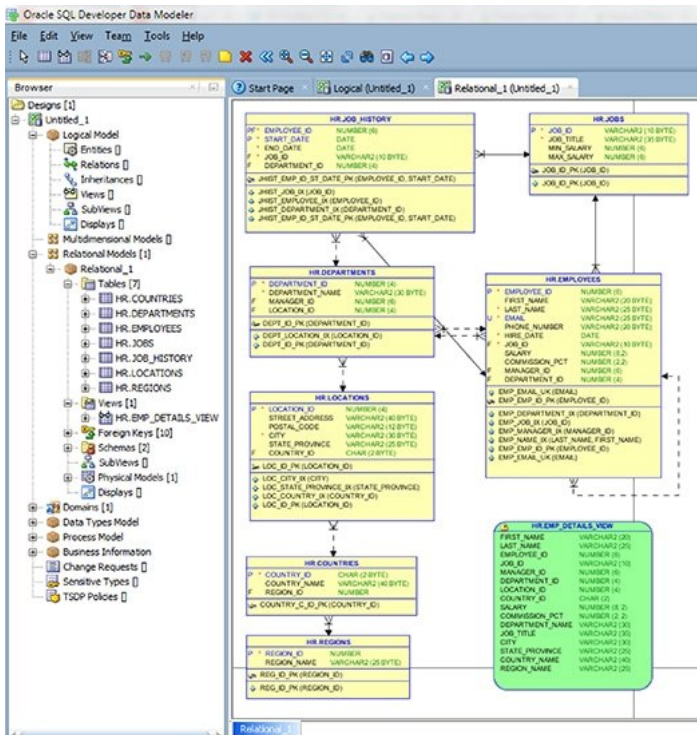 Oracle SQL Developer Data Modeler
File Edit View Team Tools Help
Browser
Start Page
Logical (Untitled_1)
Relational_1 (Untitled_1)
Designs [1]
Untitled_1
Logical Model
Entities []
Relations []
Inheritances []
Views []
SubViews []
Displays []
Multidimensional Models []
Relational Models [1]
Relational_1
Tables [7]
HR.COUNTRIES
HR.DEPARTMENTS
HR.EMPLOYEES
HR.JOBS
HR.JOB_HISTORY
HR.LOCATIONS
HR.REGIONS
Views [1]
HR.EMP_DETAILS_VIEW
Foreign Keys [10]
Schemas [2]
SubViews []
Physical Models [1]
Displays []
Domains [1]
Data Types Model
Process Model
Business Information
Change Requests []
Sensitive Types []
TSDP Policies []
HR.JOB_HISTORY
PF * EMPLOYEE_ID NUMBER (6)
P * START_DATE DATE
* END_DATE DATE
F * JOB_ID VARCHAR2 (10 BYTE)
DEPARTMENT_ID NUMBER (4)
JHIST_EMP_ID_ST_DATE_PK (EMPLOYEE_ID, START_DATE)
JHIST_JOB_IX (JOB_ID)
JHIST_EMPLOYEE_IX (EMPLOYEE_ID)
JHIST_DEPARTMENT_IX (DEPARTMENT_ID)
JHIST_EMP_ID_ST_DATE_PK (EMPLOYEE_ID, START_DATE)
HR.JOBS
P * JOB_ID VARCHAR2 (10 BYTE)
* JOB_TITLE VARCHAR2 (35 BYTE)
MIN_SALARY NUMBER (6)
MAX_SALARY NUMBER (6)
JOB_ID_PK (JOB_ID)
JOB_ID_PK (JOB_ID)
HR.DEPARTMENTS
P * DEPARTMENT_ID NUMBER (4)
* DEPARTMENT_NAME VARCHAR2 (30 BYTE)
F MANAGER_ID NUMBER (6)
F LOCATION_ID NUMBER (4)
DEPT_ID_PK (DEPARTMENT_ID)
DEPT_LOCATION_IX (LOCATION_ID)
DEPT_ID_PK (DEPARTMENT_ID)
HR.EMPLOYEES
P * EMPLOYEE_ID NUMBER (6)
FIRST_NAME VARCHAR2 (20 BYTE)
* LAST_NAME VARCHAR2 (25 BYTE)
U * EMAIL VARCHAR2 (25 BYTE)
PHONE_NUMBER VARCHAR2 (20 BYTE)
* HIRE_DATE DATE
F * JOB_ID VARCHAR2 (10 BYTE)
SALARY NUMBER (8,2)
COMMISSION_PCT NUMBER (2,2)
F MANAGER_ID NUMBER (6)
F DEPARTMENT_ID NUMBER (4)
EMP_EMAIL_UK (EMAIL)
EMP_EMP_ID_PK (EMPLOYEE_ID)
EMP_DEPARTMENT_IX (DEPARTMENT_ID)
EMP_JOB_IX (JOB_ID)
EMP_MANAGER_IX (MANAGER_ID)
EMP_NAME_IX (LAST_NAME, FIRST_NAME)
EMP_EMP_ID_PK (EMPLOYEE_ID)
EMP_EMAIL_UK (EMAIL)
HR.LOCATIONS
P * LOCATION_ID NUMBER (4)
STREET_ADDRESS VARCHAR2 (40 BYTE)
POSTAL_CODE VARCHAR2 (12 BYTE)
* CITY VARCHAR2 (30 BYTE)
STATE_PROVINCE VARCHAR2 (25 BYTE)
F COUNTRY_ID CHAR (2 BYTE)
LOC_ID_PK (LOCATION_ID)
LOC_CITY_IX (CITY)
LOC_STATE_PROVINCE_IX (STATE_PROVINCE)
LOC_COUNTRY_IX (COUNTRY_ID)
LOC_ID_PK (LOCATION_ID)
HR.COUNTRIES
P * COUNTRY_ID CHAR (2 BYTE)
COUNTRY_NAME VARCHAR2 (40 BYTE)
F REGION_ID NUMBER
COUNTRY_C_ID_PK (COUNTRY_ID)
HR.REGIONS
P * REGION_ID NUMBER
REGION_NAME VARCHAR2 (25 BYTE)
REG_ID_PK (REGION_ID)
REG_ID_PK (REGION_ID)
HR.EMP_DETAILS_VIEW
FIRST_NAME VARCHAR2 (20)
LAST_NAME VARCHAR2 (25)
EMPLOYEE_ID NUMBER (6)
JOB_ID VARCHAR2 (10)
MANAGER_ID NUMBER (6)
DEPARTMENT_ID NUMBER (4)
LOCATION_ID NUMBER (4)
COUNTRY_ID CHAR (2)
SALARY NUMBER (8, 2)
COMMISSION_PCT NUMBER (2, 2)
DEPARTMENT_NAME VARCHAR2 (30)
JOB_TITLE VARCHAR2 (35)
CITY VARCHAR2 (30)
STATE_PROVINCE VARCHAR2 (25)
COUNTRY_NAME VARCHAR2 (40)
REGION_NAME VARCHAR2 (25)
Relational_1